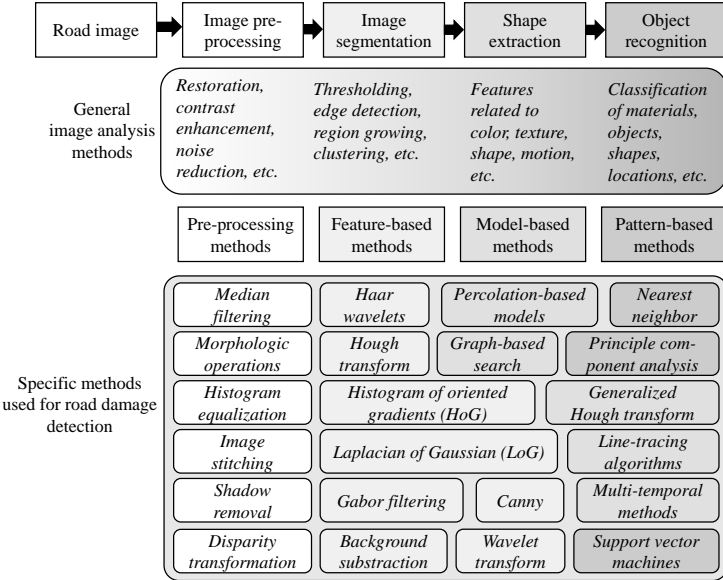 Road image
Image pre-
processing
Image
segmentation
Shape
extraction
Object
recognition
General
image analysis
methods
Restoration,
contrast
enhancement,
noise
reduction, etc.
Thresholding,
edge detection,
region growing,
clustering, etc.
Features
related to
color, texture,
shape, motion,
etc.
Classification
of materials,
objects,
shapes,
locations, etc.
Pre-processing
methods
Feature-based
methods
Model-based
methods
Pattern-based
methods
Specific methods
used for road damage
detection
Median
filtering
Haar
wavelets
Percolation-based
models
Nearest
neighbor
Morphologic
operations
Hough
transform
Graph-based
search
Principle com-
ponent analysis
Histogram
equalization
Histogram of oriented
gradients (HoG)
Generalized
Hough transform
Image
stitching
Laplacian of Gaussian (LoG)
Line-tracing
algorithms
Shadow
removal
Gabor filtering
Canny
Multi-temporal
methods
Disparity
transformation
Background
substraction
Wavelet
transform
Support vector
machines